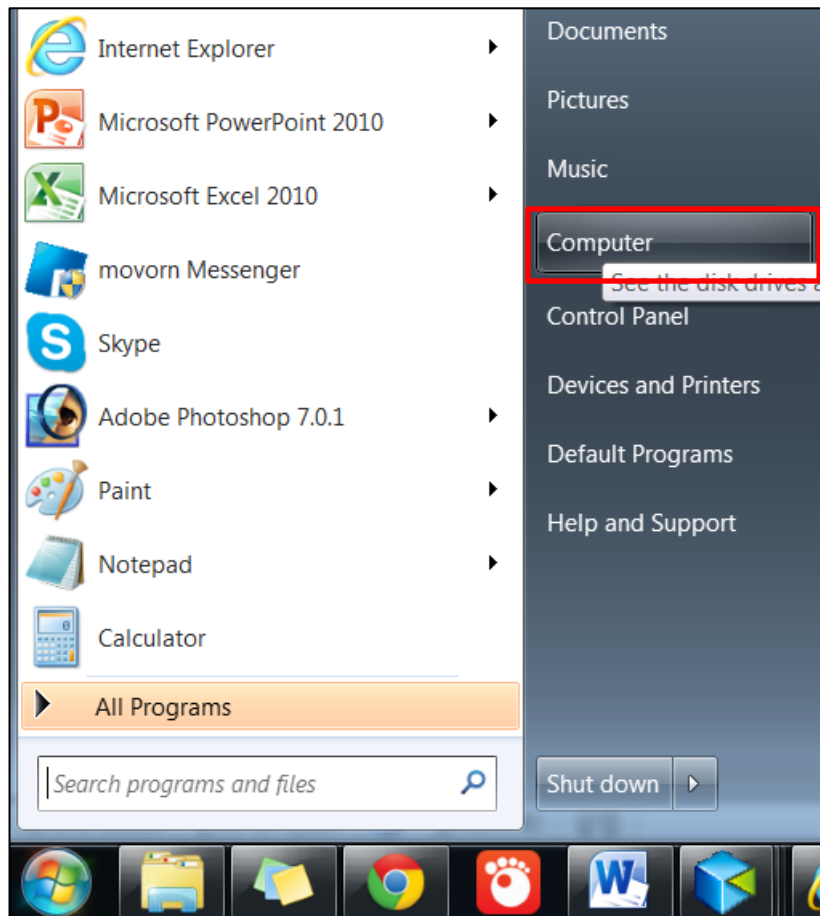 Internet Explorer
Microsoft PowerPoint 2010
Microsoft Excel 2010
movorn Messenger
Skype
Adobe Photoshop 7.0.1
Paint
Notepad
Calculator
All Programs
Search programs and files
Documents
Pictures
Music
Computer
See the disk drives a
Control Panel
Devices and Printers
Default Programs
Help and Support
Shut down